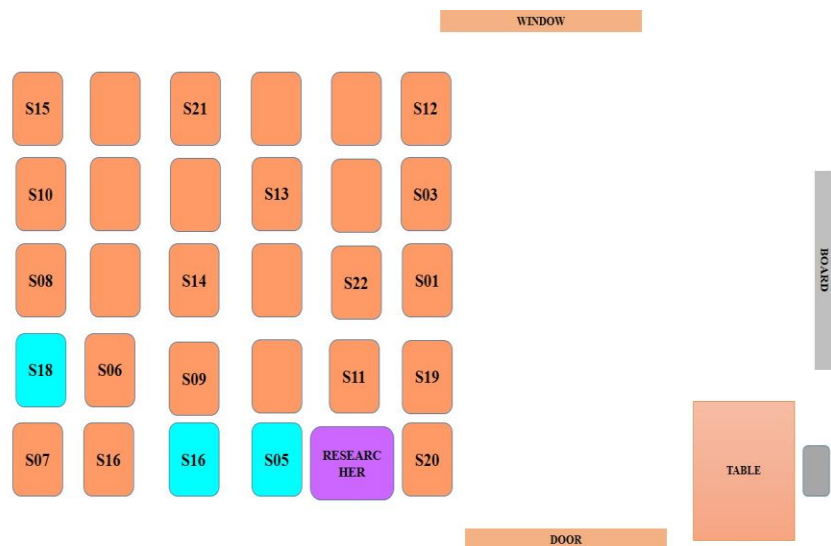 WINDOW
S15
S21
S12
S10
S13
S03
S08
S14
S22
S01
BOARD
S18
S06
S09
S11
S19
S07
S16
S16
S05
RESEARC
HER
S20
TABLE
DOOR